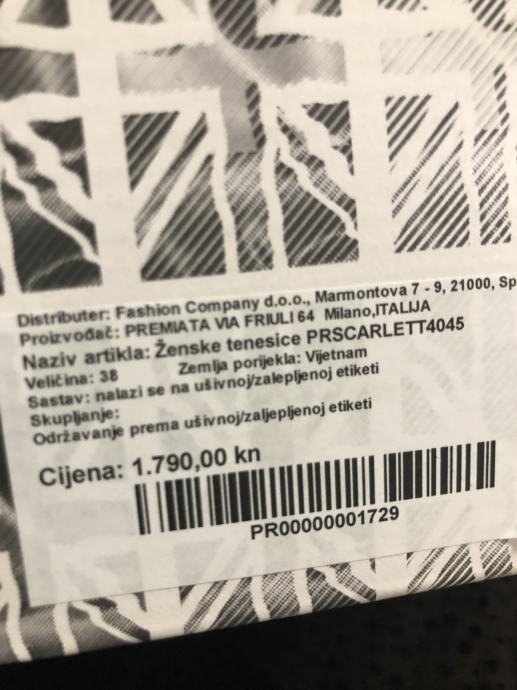 Distributer: Fashion Company d.o.o., Marmontova 7 - 9, 21000, Sp
Proizvođač: PREMIATA VIA FRIULI 64 Milano,ITALIJA
Naziv artikla: Ženske tenesice PRSCARLETT4045
Veličina: 38 Zemlja porijekla: Vijetnam
Sastav: nalazi se na ušivnoj/zalepljenoj etiketi
Skupljanje:
Održavanje prema ušivnoj/zaljepljenoj etiketi
Cijena: 1.790,00 kn
PR00000001729